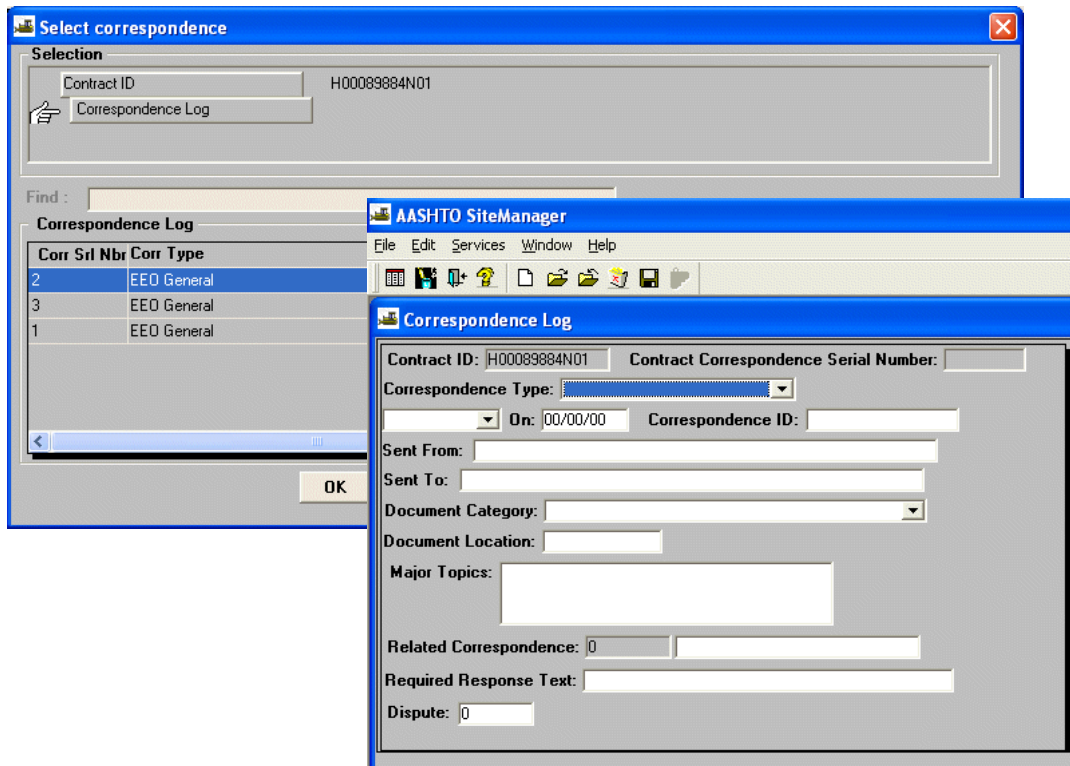 Select correspondence
Selection
Contract ID H00089884N01
Correspondence Log
Find :
Correspondence Log
Corr Srl Nbr Corr Type
2 EEO General
3 EEO General
1 EEO General
OK
AASHTO SiteManager
File Edit Services Window Help
Correspondence Log
Contract ID: H00089884N01 Contract Correspondence Serial Number:
Correspondence Type:
On: 00/00/00 Correspondence ID:
Sent From:
Sent To:
Document Category:
Document Location:
Major Topics:
Related Correspondence: 0
Required Response Text:
Dispute: 0